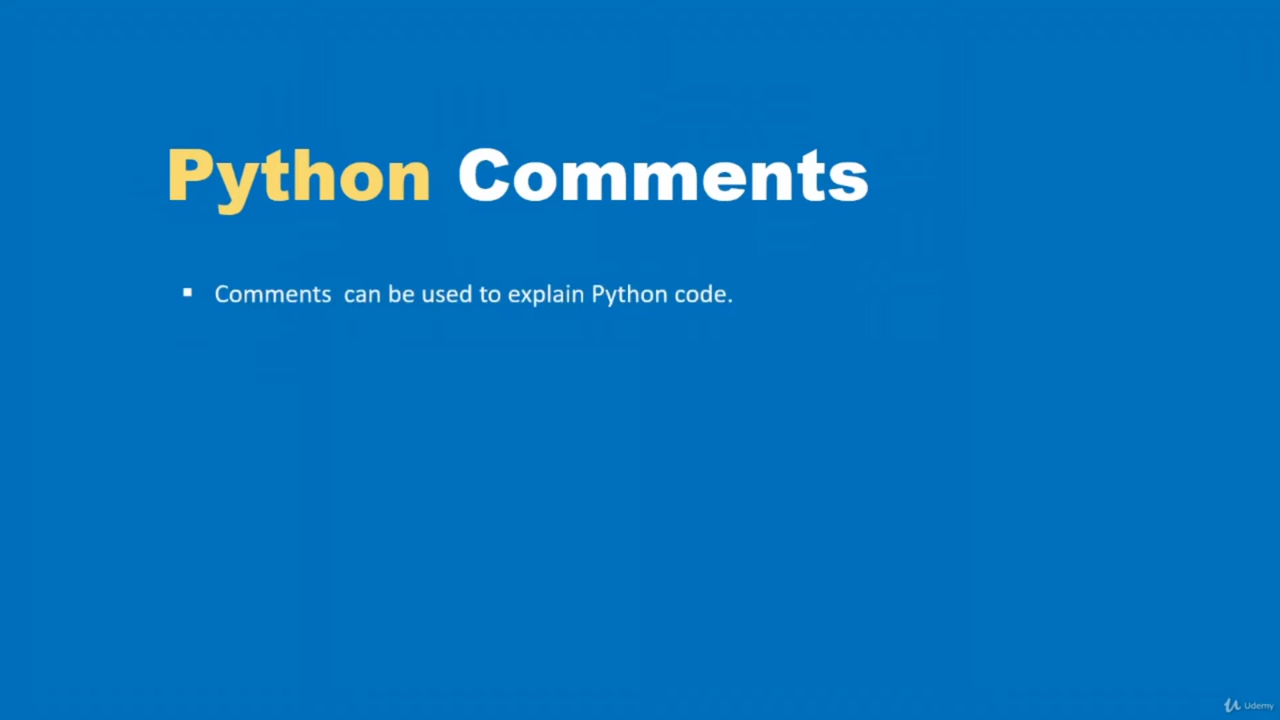 Python Comments
▪ Comments can be used to explain Python code.
Udemy